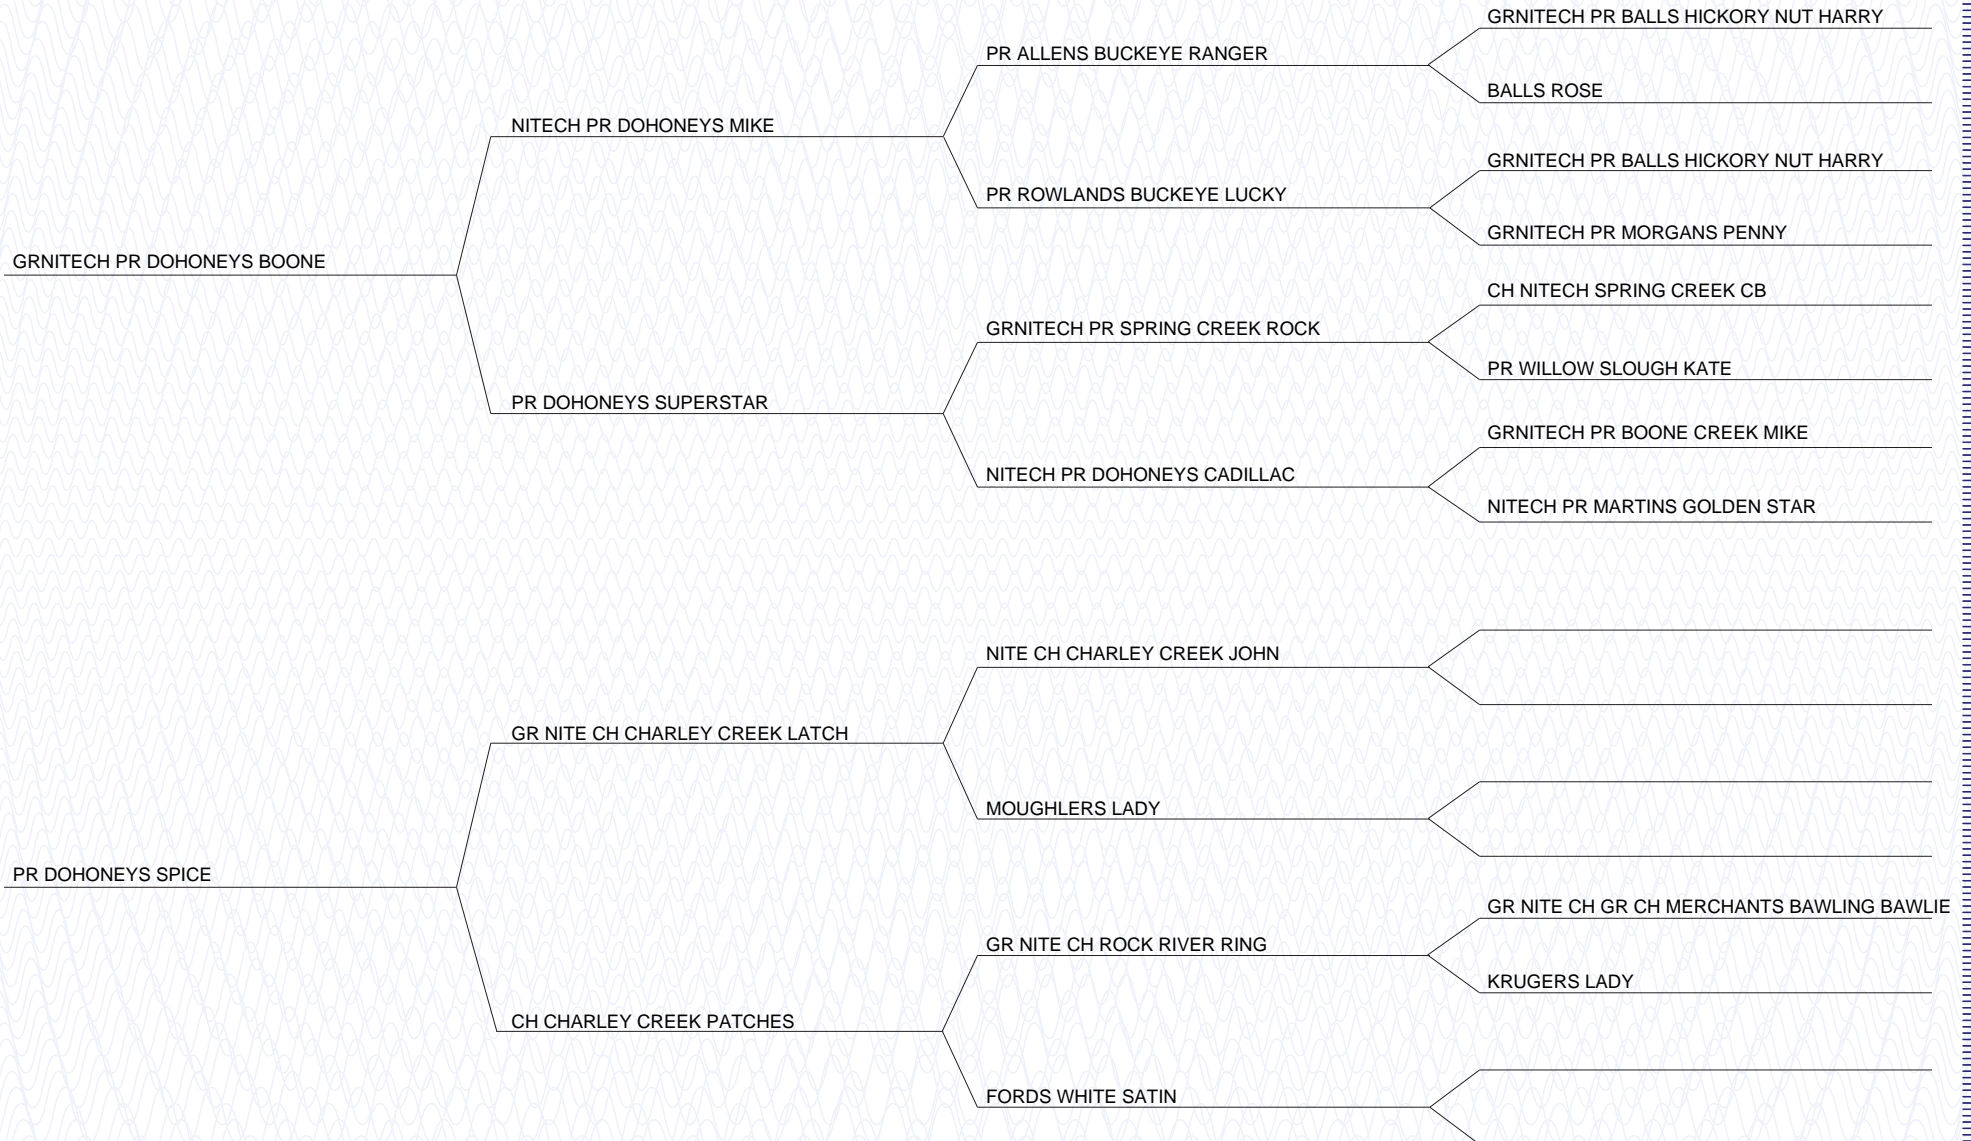 GRNITECH PR BALLS HICKORY NUT HARRY
PR ALLENS BUCKEYE RANGER
BALLS ROSE
NITECH PR DOHONEYS MIKE
GRNITECH PR BALLS HICKORY NUT HARRY
PR ROWLANDS BUCKEYE LUCKY
GRNITECH PR MORGANS PENNY
GRNITECH PR DOHONEYS BOONE
CH NITECH SPRING CREEK CB
GRNITECH PR SPRING CREEK ROCK
PR WILLOW SLOUGH KATE
PR DOHONEYS SUPERSTAR
GRNITECH PR BOONE CREEK MIKE
NITECH PR DOHONEYS CADILLAC
NITECH PR MARTINS GOLDEN STAR
NITE CH CHARLEY CREEK JOHN
GR NITE CH CHARLEY CREEK LATCH
MOUGHLERS LADY
PR DOHONEYS SPICE
GR NITE CH GR CH MERCHANTS BAWLING BAWLIE
GR NITE CH ROCK RIVER RING
KRUGERS LADY
CH CHARLEY CREEK PATCHES
FORDS WHITE SATIN